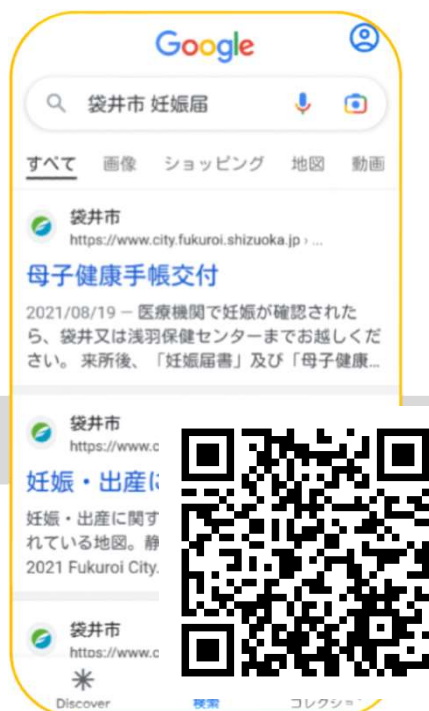 Google
袋井市 妊娠届
すべて 画像 ショッピング 地図 動画
袋井市
https://www.city.fukuroi.shizuoka.jp › ...
母子健康手帳交付
2021/08/19 − 医療機関で妊娠が確認された
ら、袋井又は浅羽保健センターまでお越しくだ
さい。 来所後、「妊娠届書」及び「母子健康...
袋井市
https://www.c
妊娠・出産に
妊娠・出産に関す
れている地図。静
2021 Fukuroi City.
袋井市
https://www.c
Discover 検索 コレクション